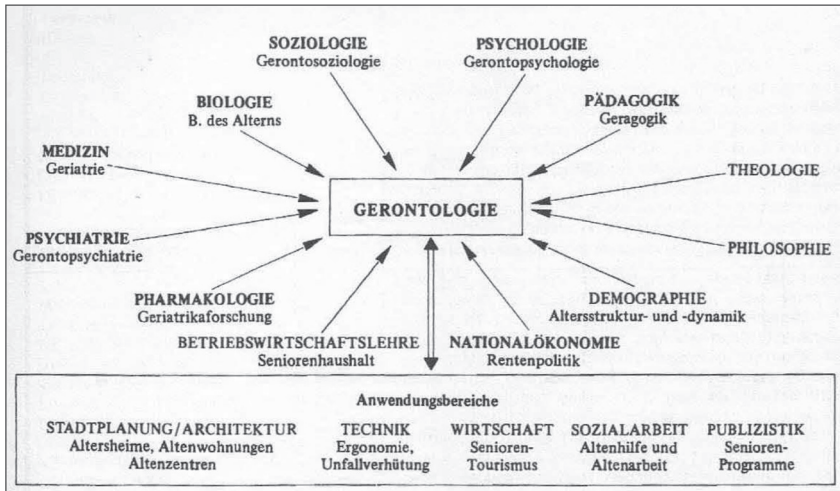 SOZIOLOGIE
Gerontosoziologie
PSYCHOLOGIE
Gerontopsychologie
BIOLOGIE
B. des Alterns
PÄDAGOGIK
Geragogik
MEDIZIN
Geriatrie
THEOLOGIE
GERONTOLOGIE
PSYCHIATRIE
Gerontopsychiatrie
PHILOSOPHIE
PHARMAKOLOGIE
Geriatrikaforschung
DEMOGRAPHIE
Altersstruktur- und -dynamik
BETRIEBSWIRTSCHAFTSLEHRE
Seniorenhaushalt
NATIONALÖKONOMIE
Rentenpolitik
Anwendungsbereiche
STADTPLANUNG/ARCHITEKTUR
Altersheime, Altenwohnungen
Altenzentren
TECHNIK
Ergonomie,
Unfallverhütung
WIRTSCHAFT
Senioren-
Tourismus
SOZIALARBEIT
Altenhilfe und
Altenarbeit
PUBLIZISTIK
Senioren-
Programme